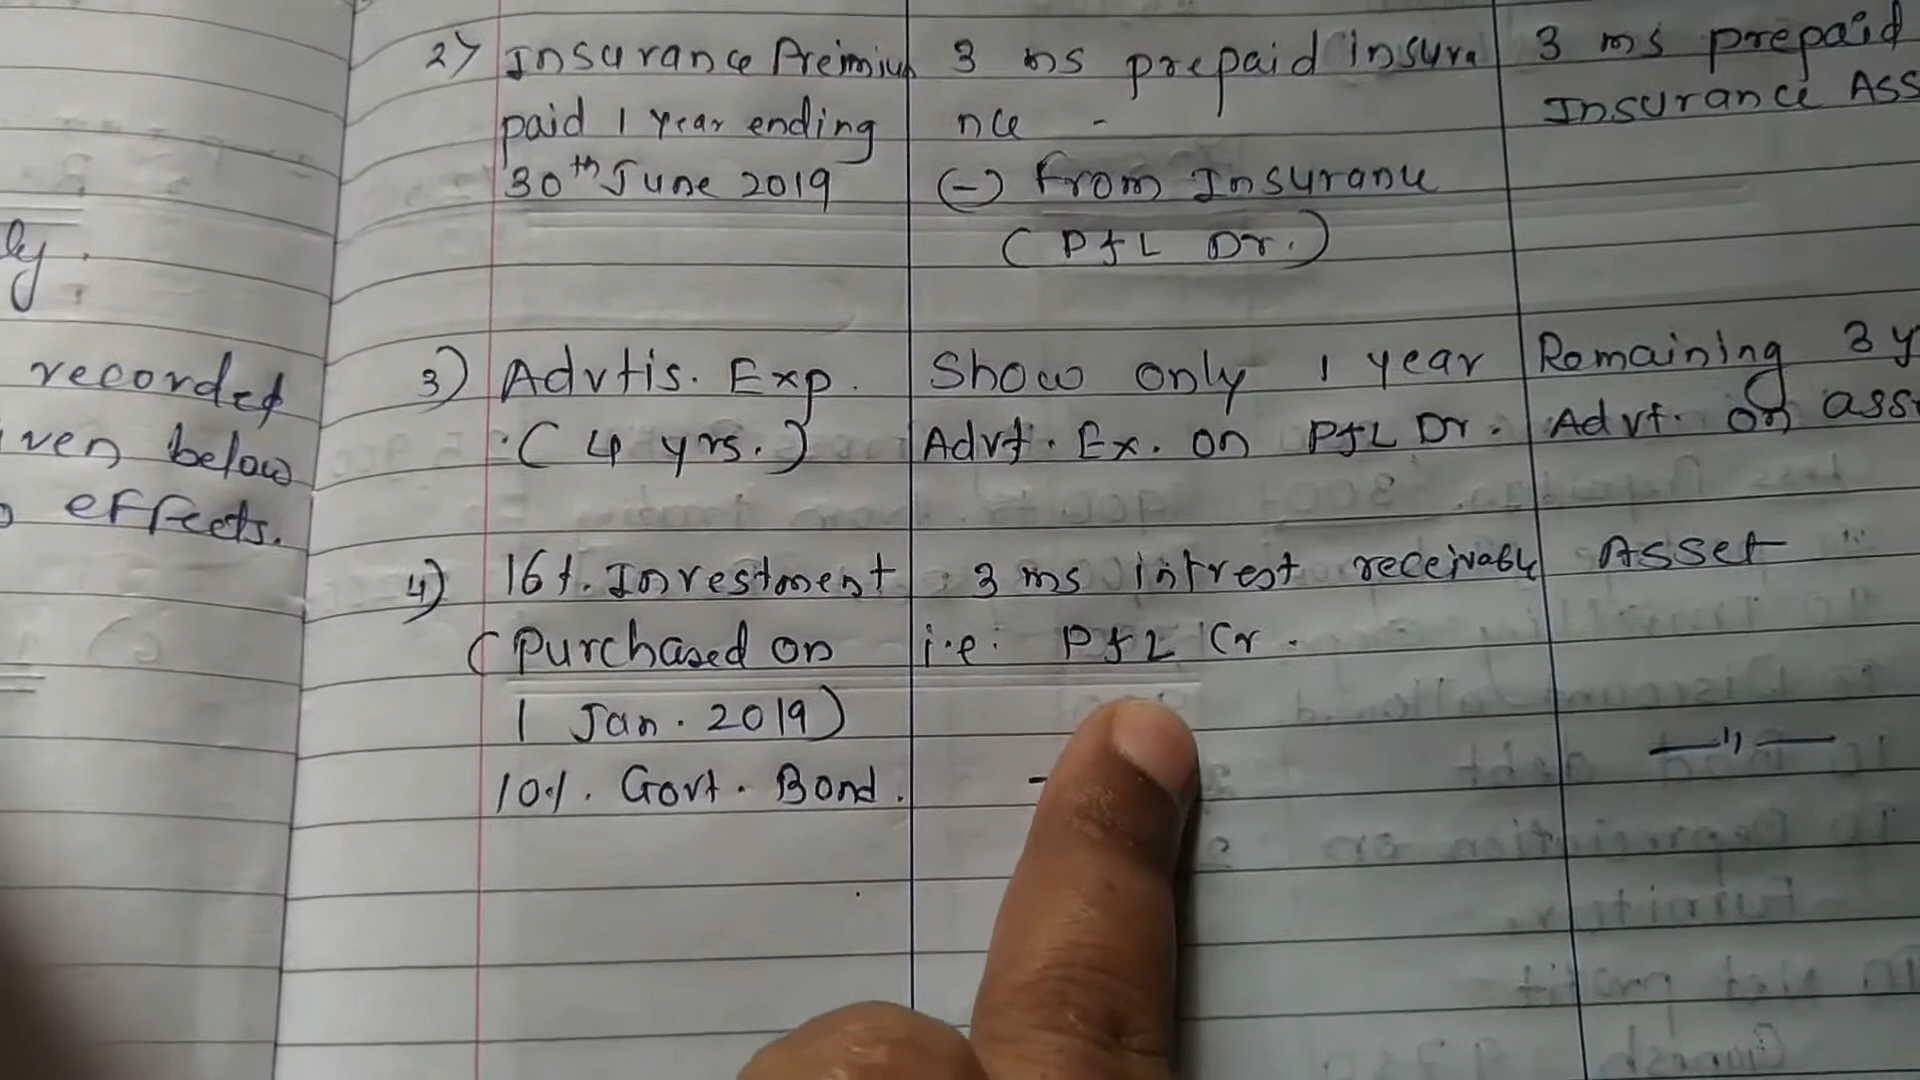 2) Insurance Preimium 3 ms prepaid insura 3 ms prepaid
paid 1 year ending nce - Insurance Ass
30th June 2019 (-) From Insurance
(P&L Dr.)
ly.
recorded 3) Advtis. Exp. Show only 1 year Remaining 3 y
iven below (4 yrs.) Advt. Ex. on P&L Dr. Advt. on ass
effects.
4) 16%. Investment 3 ms intrest receivable Asset
(Purchased on i.e. P&L Cr.
1 Jan. 2019) —"—
10%. Govt. Bond. -